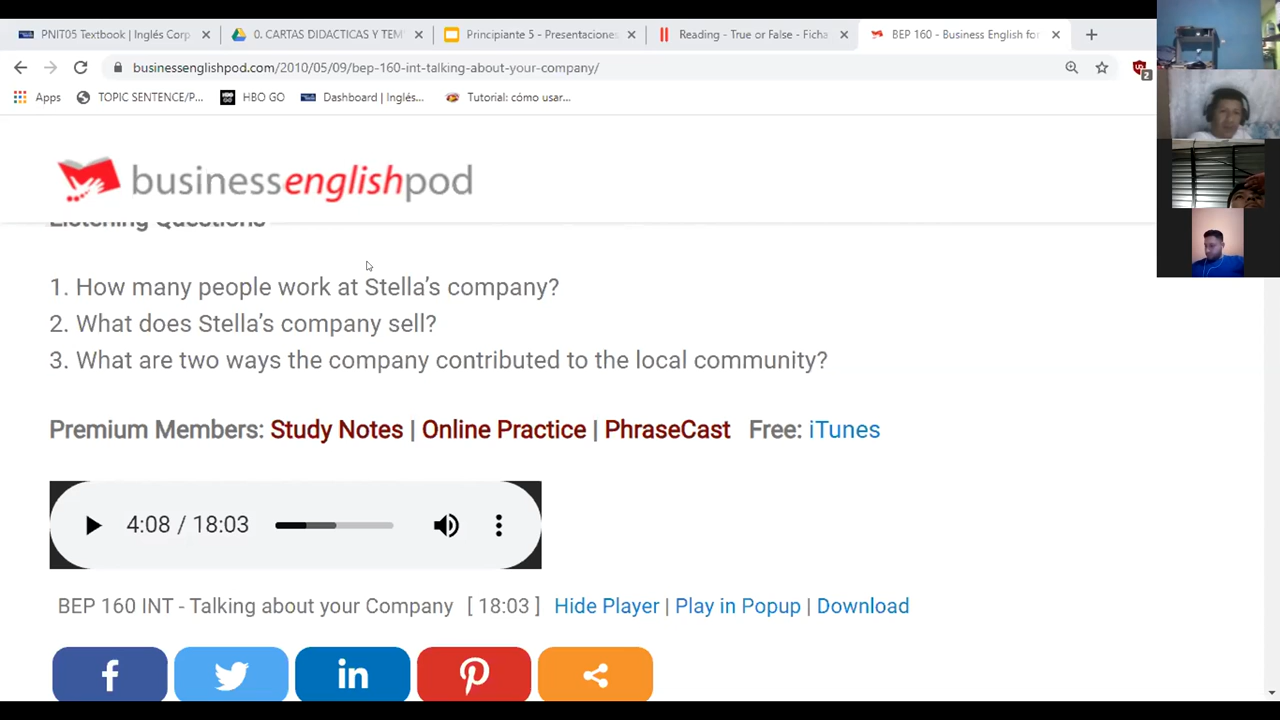 PNIT05 Textbook | Inglés Corp
0. CARTAS DIDACTICAS Y TEM
Principiante 5 - Presentaciones
Reading - True or False - Ficha
BEP 160 - Business English for
businessenglishpod.com/2010/05/09/bep-160-int-talking-about-your-company/
2
Apps
TOPIC SENTENCE/P...
HBO GO
Dashboard | Inglés...
Tutorial: cómo usar...
businessenglishpod
Listening Questions
1. How many people work at Stella's company?
2. What does Stella's company sell?
3. What are two ways the company contributed to the local community?
Premium Members: Study Notes | Online Practice | PhraseCast Free: iTunes
4:08 / 18:03
BEP 160 INT - Talking about your Company [ 18:03 ] Hide Player | Play in Popup | Download